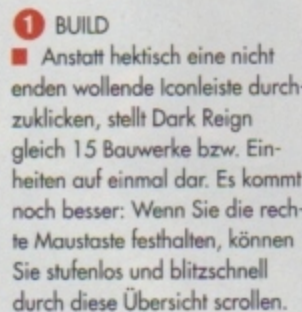 1 BUILD
■ Anstatt hektisch eine nicht
enden wollende Iconleiste durch-
zuklicken, stellt Dark Reign
gleich 15 Bauwerke bzw. Ein-
heiten auf einmal dar. Es kommt
noch besser: Wenn Sie die rech-
te Maustaste festhalten, können
Sie stufenlos und blitzschnell
durch diese Übersicht scrollen.